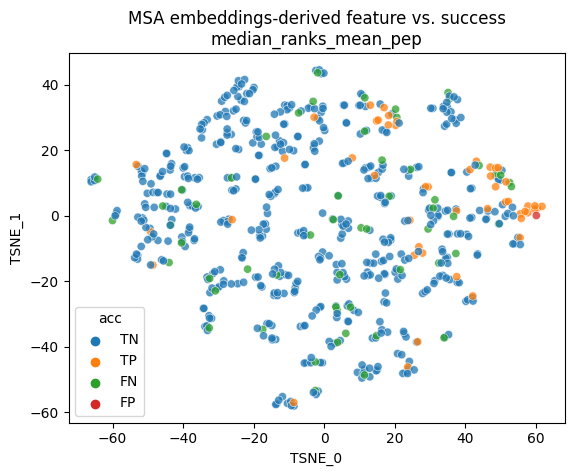 MSA embeddings-derived feature vs. success
median_ranks_mean_pep
TSNE_1
40
20
0
−20
−40
−60
acc
TN
TP
FN
FP
−60 −40 −20 0 20 40 60
TSNE_0